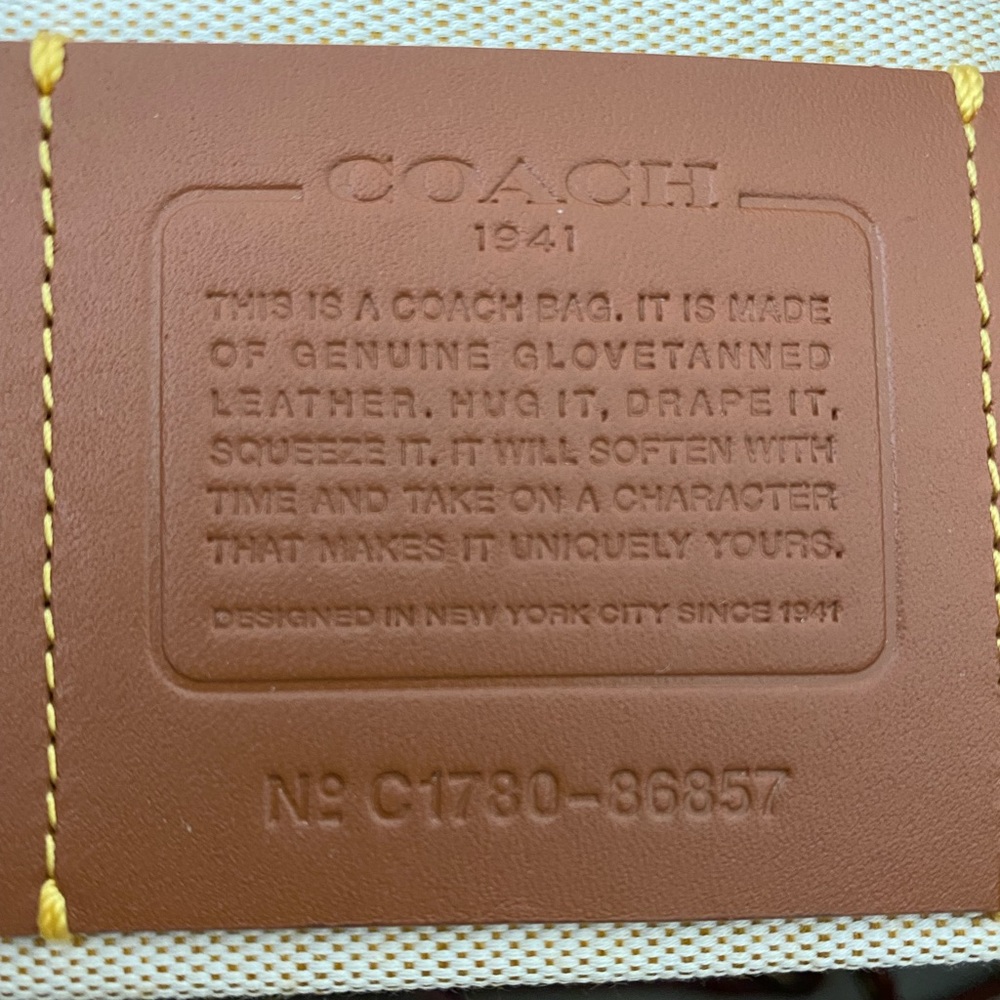 COACH
1941
THIS IS A COACH BAG. IT IS MADE
OF GENUINE GLOVETANNED
LEATHER. HUG IT, DRAPE IT,
SQUEEZE IT. IT WILL SOFTEN WITH
TIME AND TAKE ON A CHARACTER
THAT MAKES IT UNIQUELY YOURS.
DESIGNED IN NEW YORK CITY SINCE 1941
Nº C1780-86857